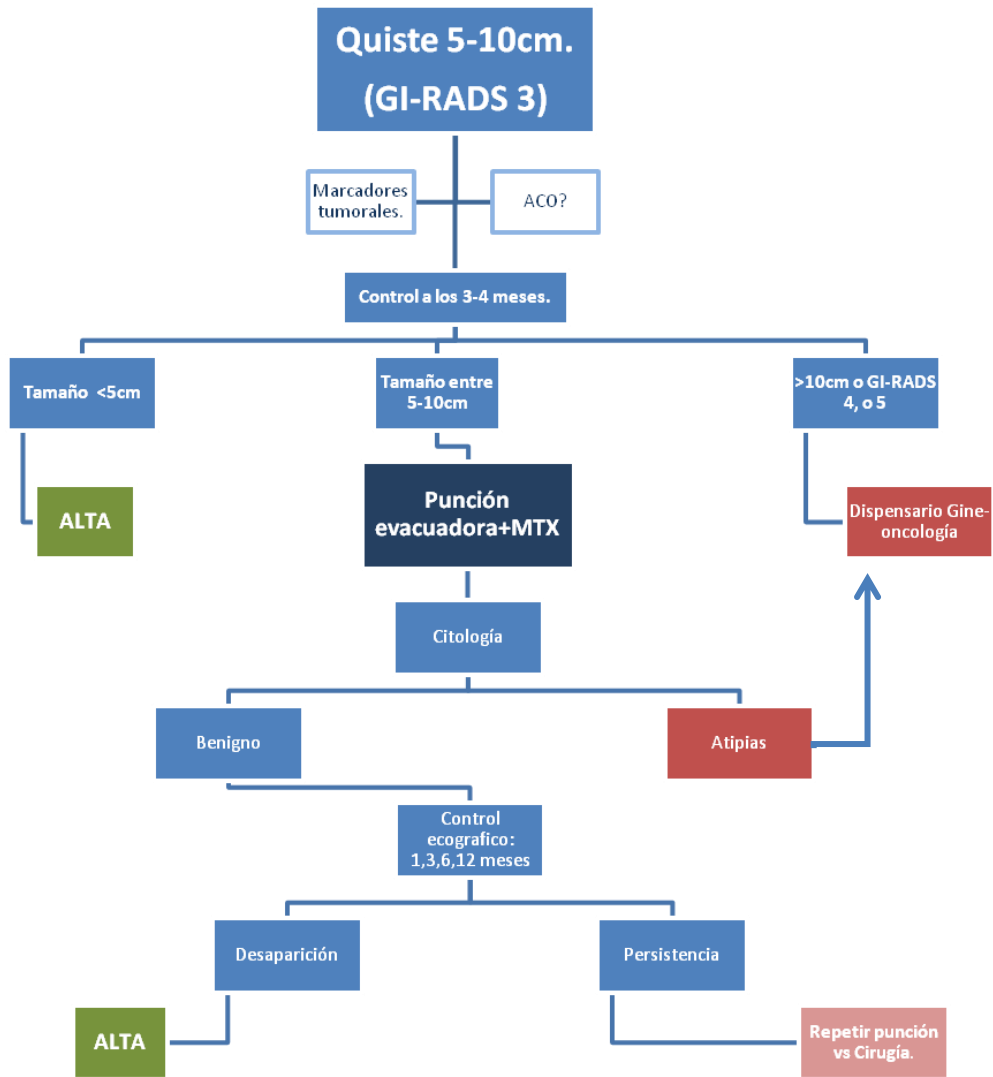 Quiste 5-10cm.
(GI-RADS 3)
Marcadores
tumorales.
ACO?
Control a los 3-4 meses.
Tamaño <5cm
Tamaño entre
5-10cm
>10cm o GI-RADS
4, o 5
ALTA
Punción
evacuadora+MTX
Dispensario Gine-
oncología
Citología
Benigno
Atipias
Control
ecografico:
1,3,6,12 meses
Desaparición
Persistencia
ALTA
Repetir punción
vs Cirugía.